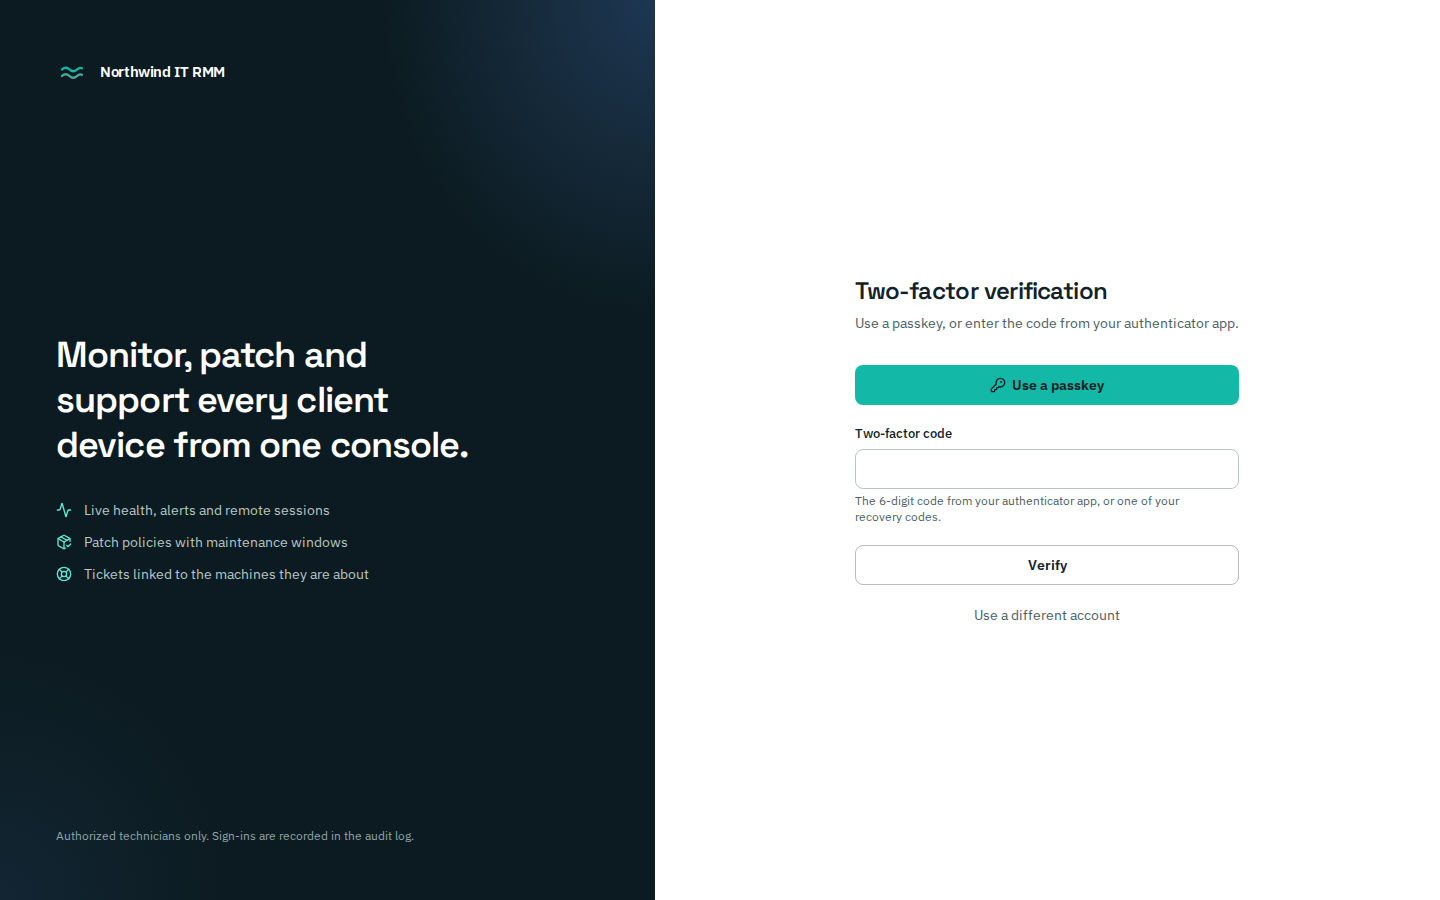 Northwind IT RMM
Monitor, patch and
support every client
device from one console.
Live health, alerts and remote sessions
Patch policies with maintenance windows
Tickets linked to the machines they are about
Authorized technicians only. Sign-ins are recorded in the audit log.
Two-factor verification
Use a passkey, or enter the code from your authenticator app.
Use a passkey
Two-factor code
The 6-digit code from your authenticator app, or one of your
recovery codes.
Verify
Use a different account